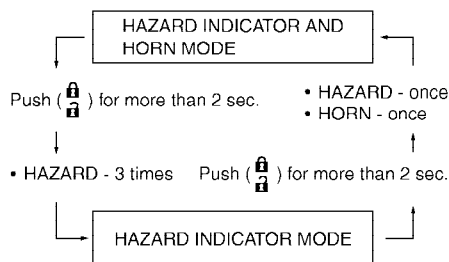 HAZARD INDICATOR AND
HORN MODE
Push ( ) for more than 2 sec.
• HAZARD - once
• HORN - once
• HAZARD - 3 times
Push ( ) for more than 2 sec.
HAZARD INDICATOR MODE